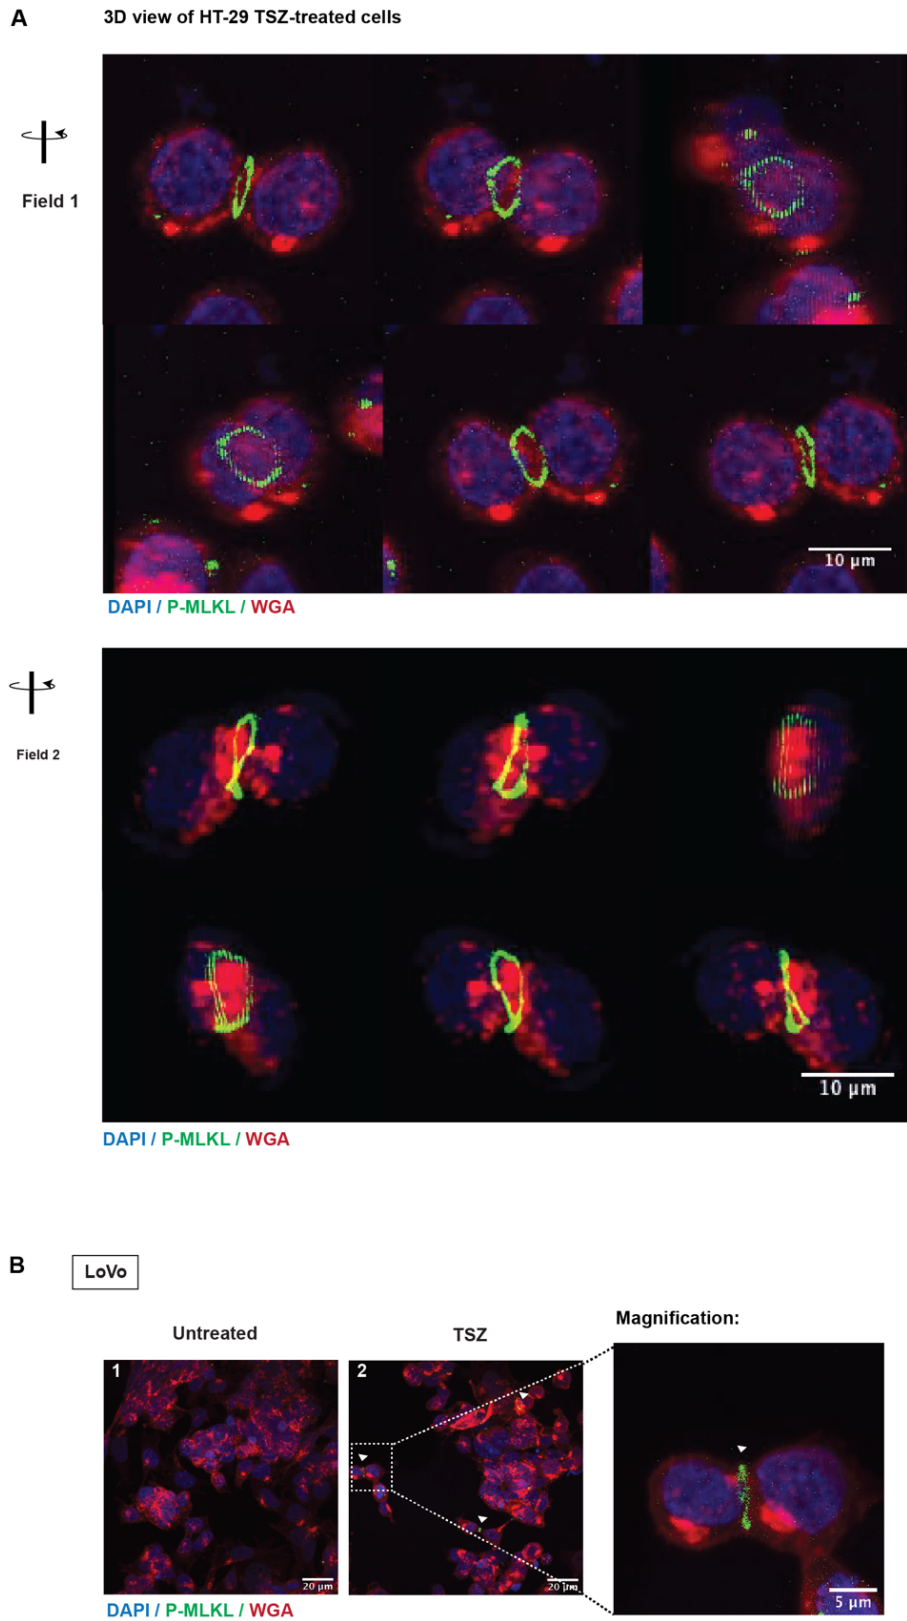 A
3D view of HT-29 TSZ-treated cells
Field 1
10 µm
DAPI / P-MLKL / WGA
Field 2
10 µm
DAPI / P-MLKL / WGA
B
LoVo
Untreated
TSZ
Magnification:
1
2
20 µm
20 µm
5 µm
DAPI / P-MLKL / WGA